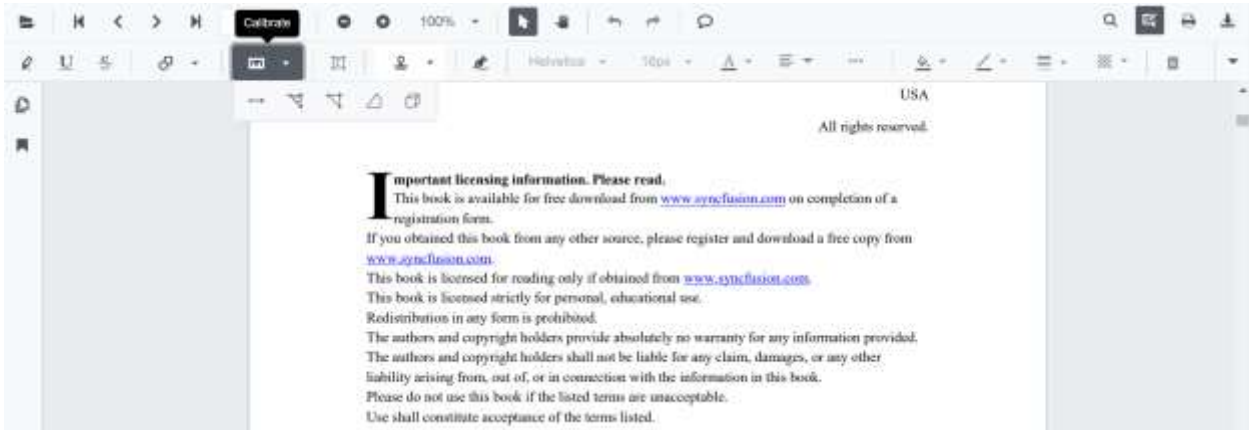 Calibrate
100%
U S
Helvetica 16px A
USA
All rights reserved.
Important licensing information. Please read.
This book is available for free download from www.syncfusion.com on completion of a
registration form.
If you obtained this book from any other source, please register and download a free copy from
www.syncfusion.com.
This book is licensed for reading only if obtained from www.syncfusion.com.
This book is licensed strictly for personal, educational use.
Redistribution in any form is prohibited.
The authors and copyright holders provide absolutely no warranty for any information provided.
The authors and copyright holders shall not be liable for any claim, damages, or any other
liability arising from, out of, or in connection with the information in this book.
Please do not use this book if the listed terms are unacceptable.
Use shall constitute acceptance of the terms listed.